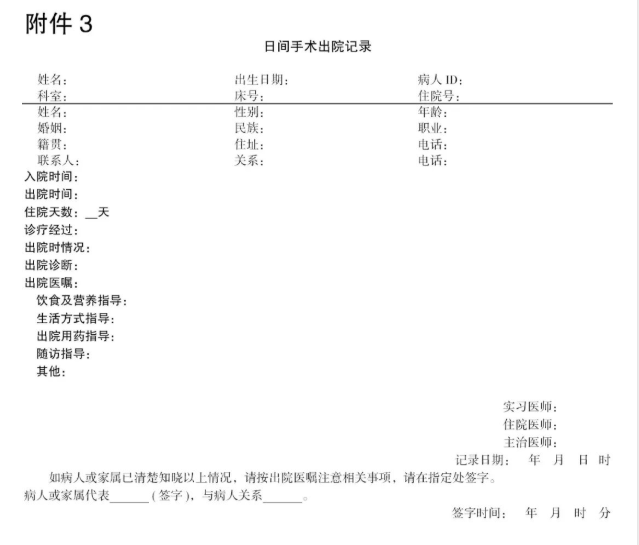 附件 3
日间手术出院记录
姓名： 出生日期： 病人 ID：
科室： 床号： 住院号：
姓名： 性别： 年龄：
婚姻： 民族： 职业：
籍贯： 住址： 电话：
联系人： 关系： 电话：
入院时间：
出院时间：
住院天数：__天
诊疗经过：
出院时情况：
出院诊断：
出院医嘱：
饮食及营养指导：
生活方式指导：
出院用药指导：
随访指导：
其他：
实习医师：
住院医师：
主治医师：
记录日期： 年 月 日 时
如病人或家属已清楚知晓以上情况，请按出院医嘱注意相关事项，请在指定处签字。
病人或家属代表______（签字），与病人关系______。
签字时间： 年 月 时 分